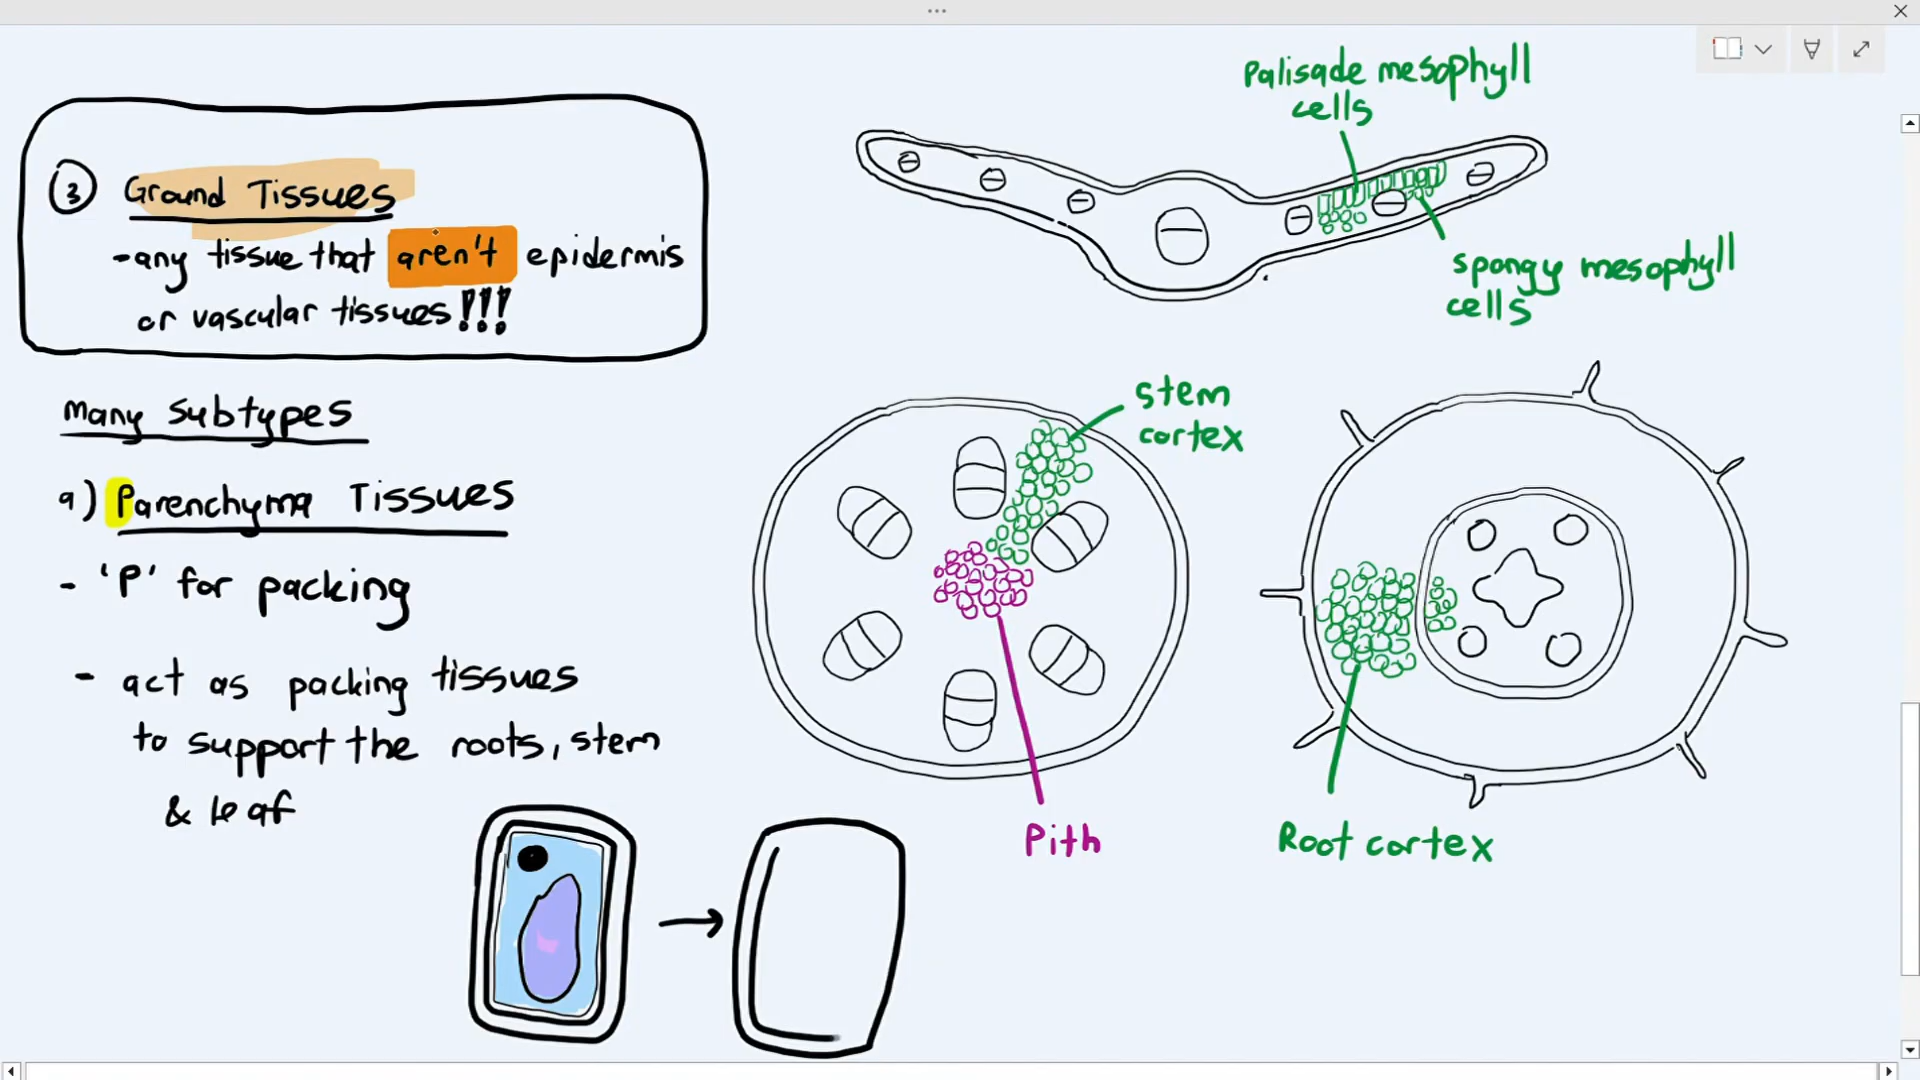 3 Ground Tissues
-any tissue that aren't epidermis
or vascular tissues!!!
many subtypes
a) Parenchyma Tissues
- 'P' for packing
- act as packing tissues
to support the roots, stem
& leaf
Palisade mesophyll
cells
spongy mesophyll
cells
stem
cortex
Pith
Root cortex